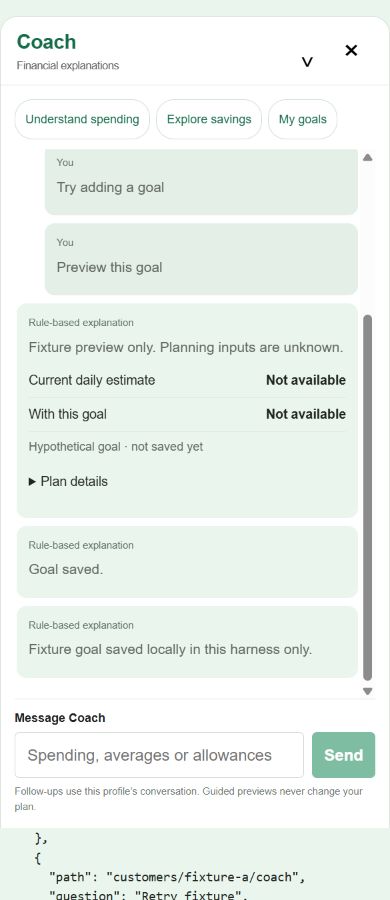 Coach
Financial explanations
V
✕
Understand spending
Explore savings
My goals
You
Try adding a goal
You
Preview this goal
Rule-based explanation
Fixture preview only. Planning inputs are unknown.
Current daily estimate Not available
With this goal Not available
Hypothetical goal · not saved yet
▶ Plan details
Rule-based explanation
Goal saved.
Rule-based explanation
Fixture goal saved locally in this harness only.
Message Coach
Spending, averages or allowances
Send
Follow-ups use this profile's conversation. Guided previews never change your
plan.
},
{
"path": "customers/fixture-a/coach",
"question": "Retry fixture",